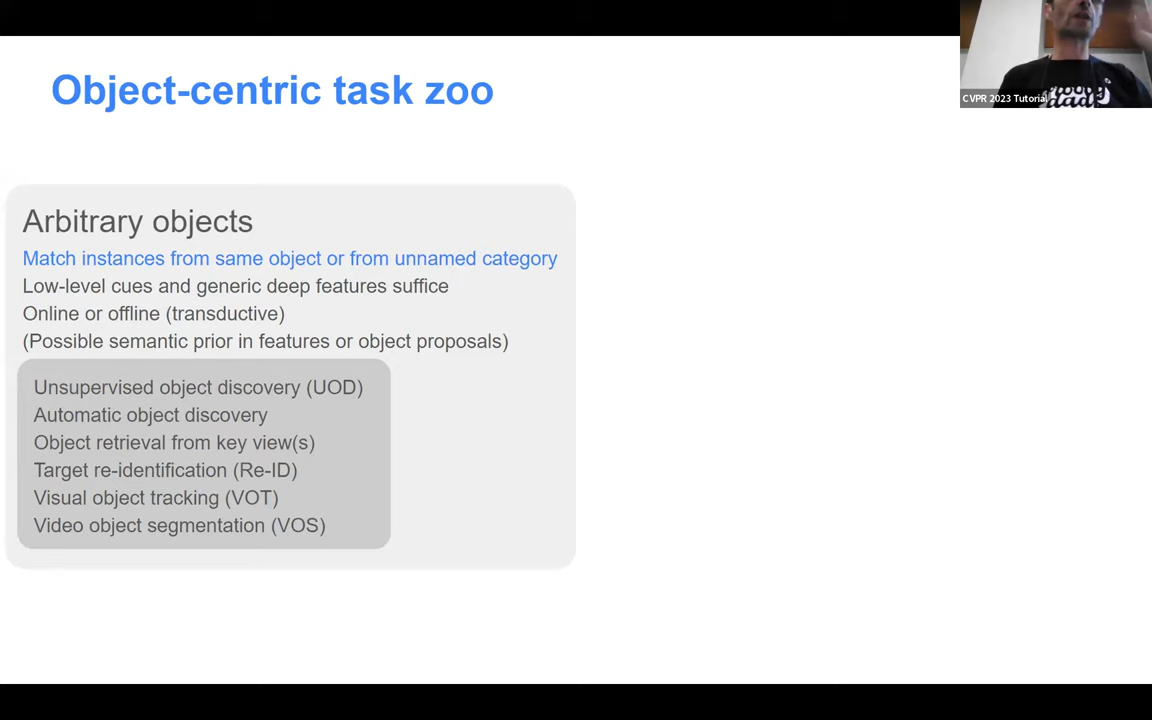 Object-centric task zoo
CVPR 2023 Tutorial
Arbitrary objects
Match instances from same object or from unnamed category
Low-level cues and generic deep features suffice
Online or offline (transductive)
(Possible semantic prior in features or object proposals)
Unsupervised object discovery (UOD)
Automatic object discovery
Object retrieval from key view(s)
Target re-identification (Re-ID)
Visual object tracking (VOT)
Video object segmentation (VOS)